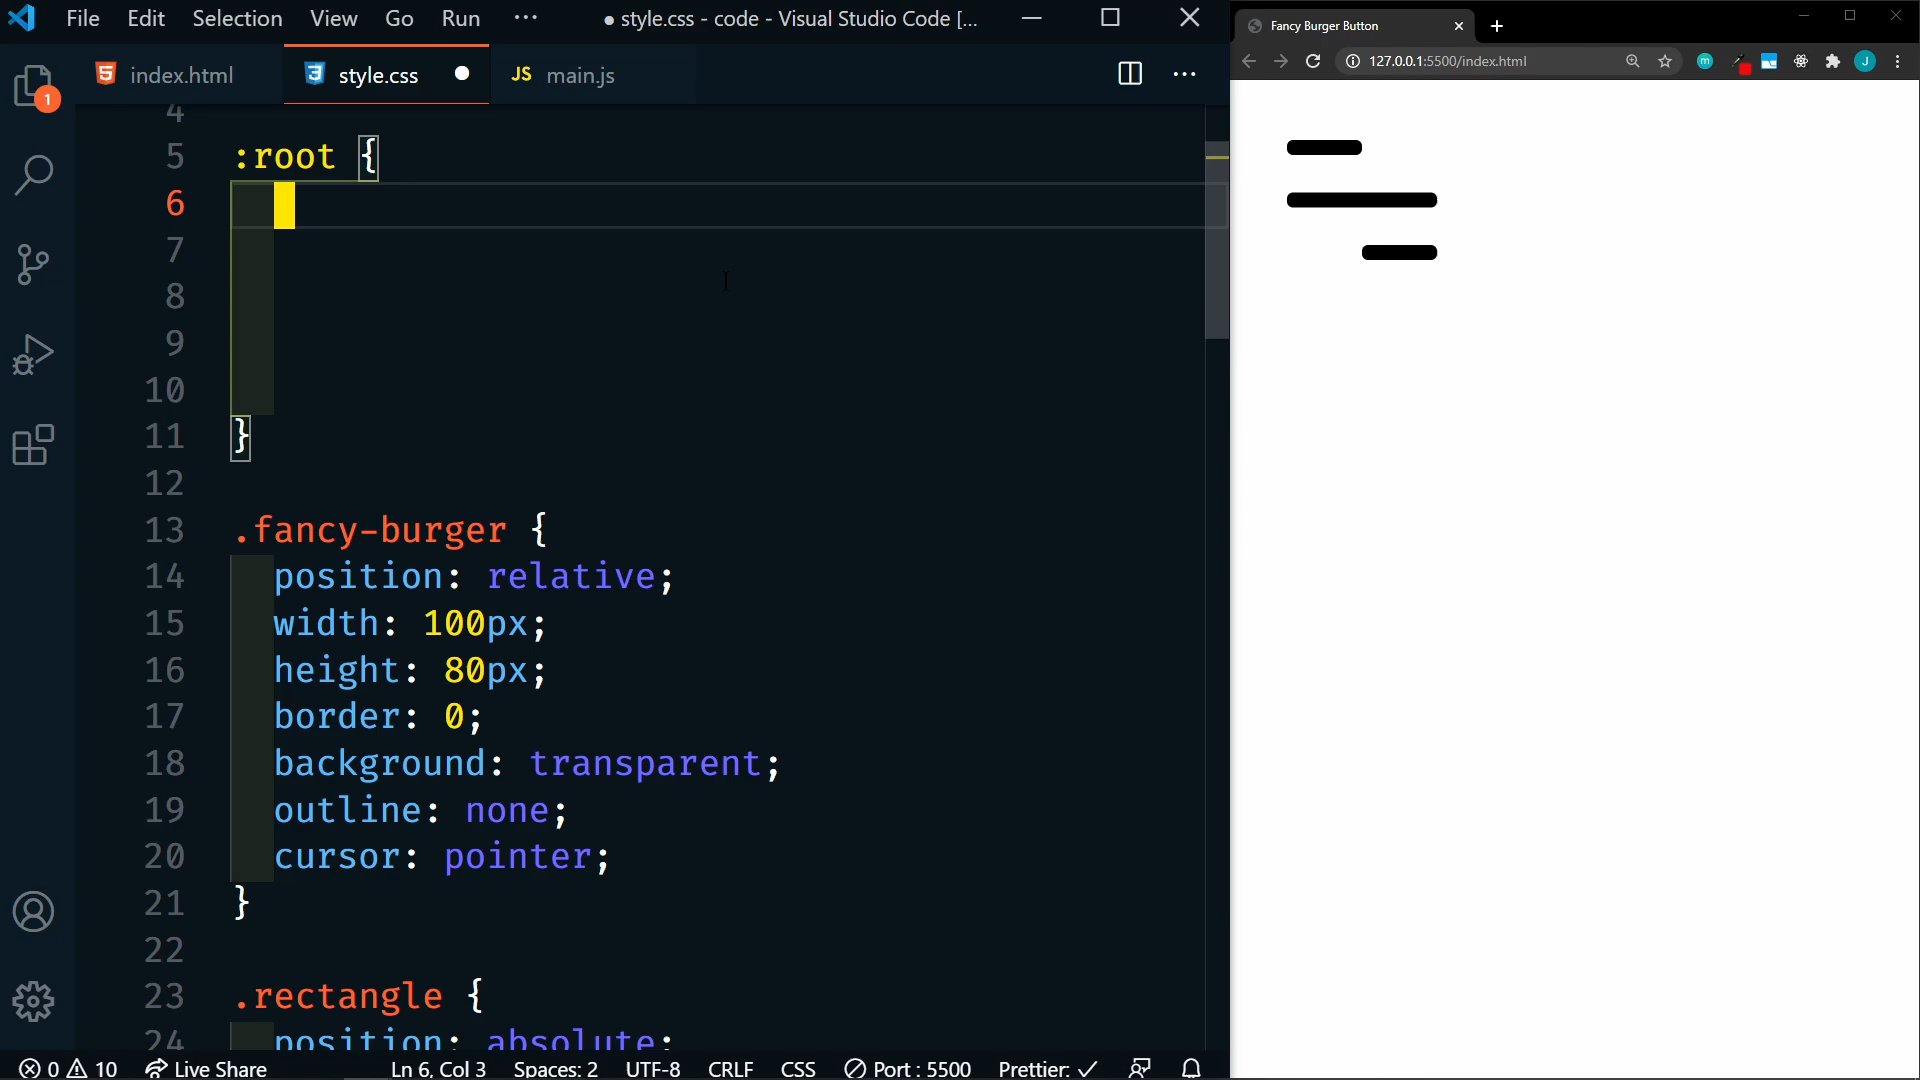 File Edit Selection View Go Run ··· ● style.css - code - Visual Studio Code [...
index.html style.css ● JS main.js
1
4
5 :root {
6
7
8
9
10
11 }
12
13 .fancy-burger {
14 position: relative;
15 width: 100px;
16 height: 80px;
17 border: 0;
18 background: transparent;
19 outline: none;
20 cursor: pointer;
21 }
22
23 .rectangle {
24 position: absolute;
0 10 Live Share Ln 6, Col 3 Spaces: 2 UTF-8 CRLF CSS Port : 5500 Prettier: ✓
Fancy Burger Button
127.0.0.1:5500/index.html
m J